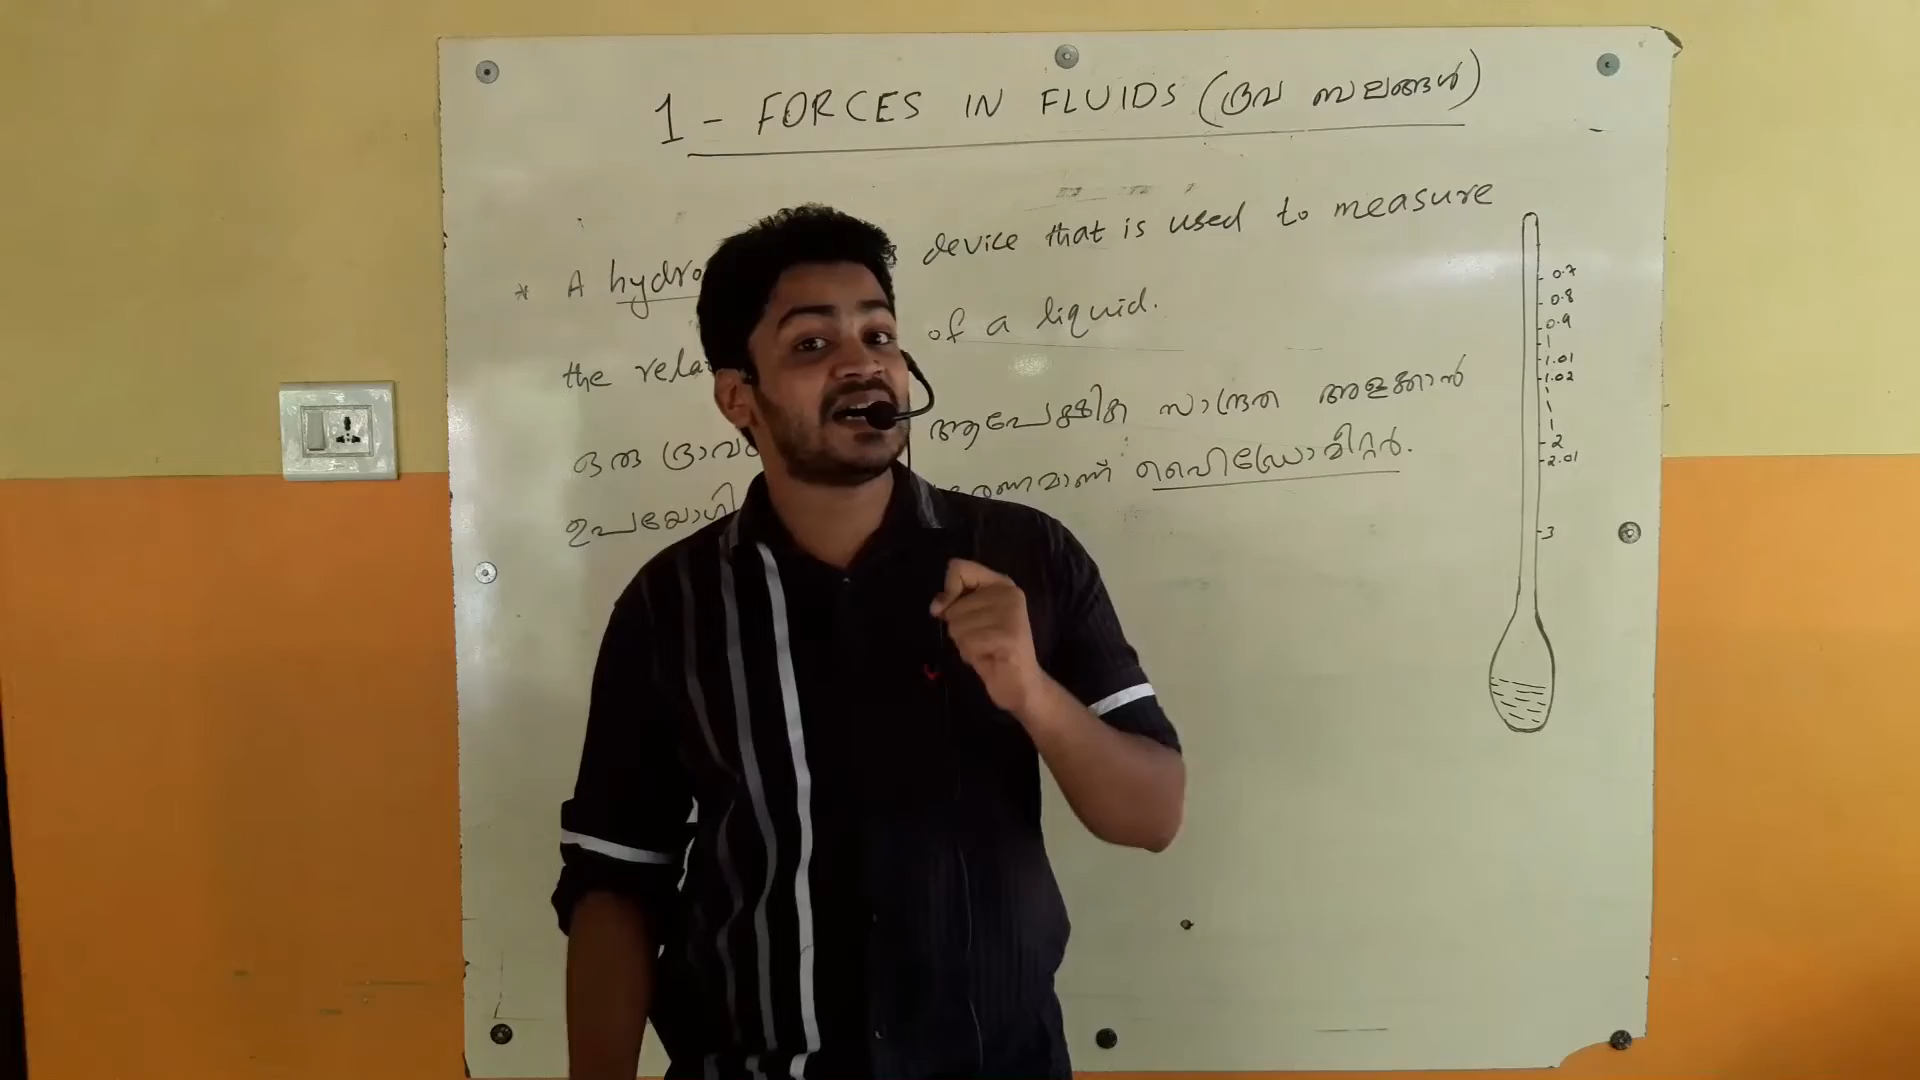 1 - FORCES IN FLUIDS (ദ്രവ ബലങ്ങൾ)
* A hydro device that is used to measure
the rela of a liquid.
ഒരു ദ്രാവ ആപേക്ഷിക സാന്ദ്രത അളക്കാൻ
ഉപയോഗി രണമാണ് ഹൈഡ്രോമീറ്റർ.
0.7
0.8
0.9
1
1.01
1.02
2
2.01
3